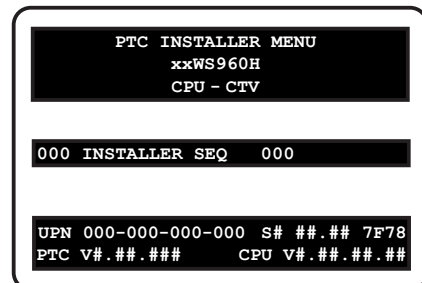 PTC INSTALLER MENU
xxWS960H
CPU – CTV
000 INSTALLER SEQ 000
UPN 000-000-000-000 S# ##.## 7F78
PTC V#.##.### CPU V#.##.##.##